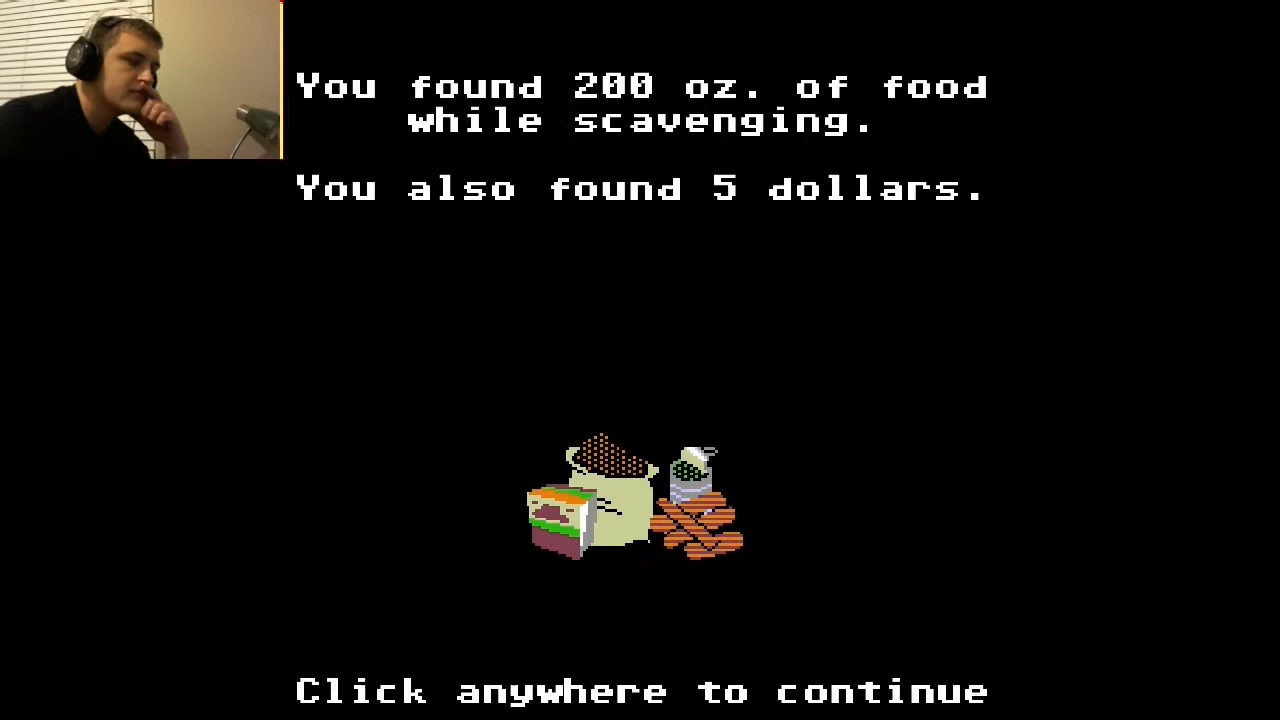 You found 200 oz. of food
while scavenging.
You also found 5 dollars.
Click anywhere to continue